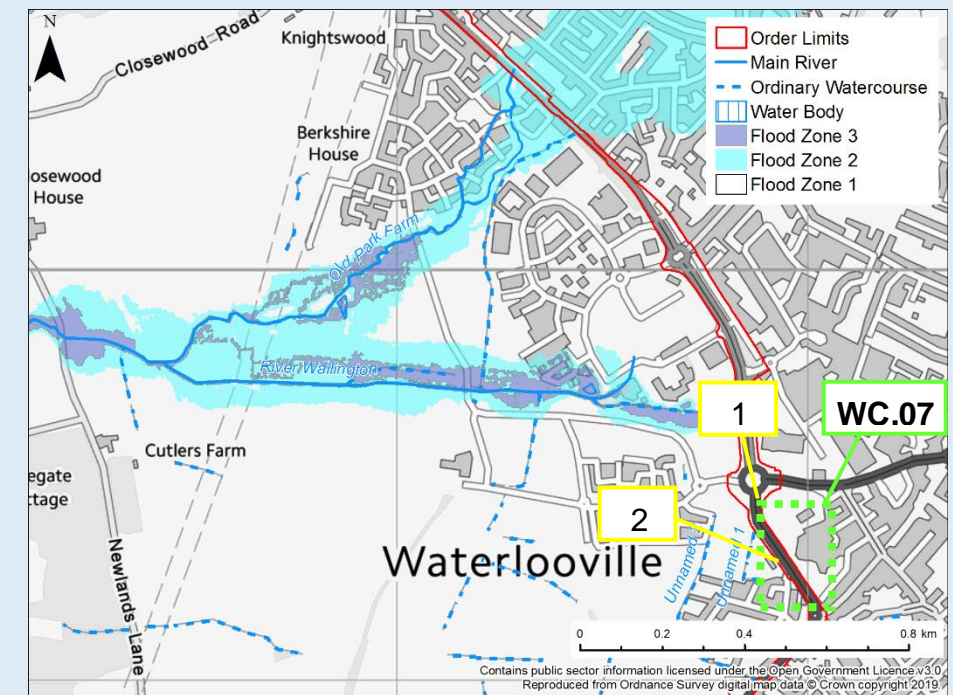 N
Closewood Road
Knightswood
Order Limits
Main River
Ordinary Watercourse
Water Body
Flood Zone 3
Flood Zone 2
Flood Zone 1
Berkshire
House
osewood
House
Old Park Farm
River Wallington
1
WC.07
Cutlers Farm
egate
ttage
2
Waterlooville
Unnamed
Unnamed 1
Newlands Lane
0 0.2 0.4 0.8 km
Contains public sector information licensed under the Open Government Licence v3.0
Reproduced from Ordnance Survey digital map data © Crown copyright 2019.